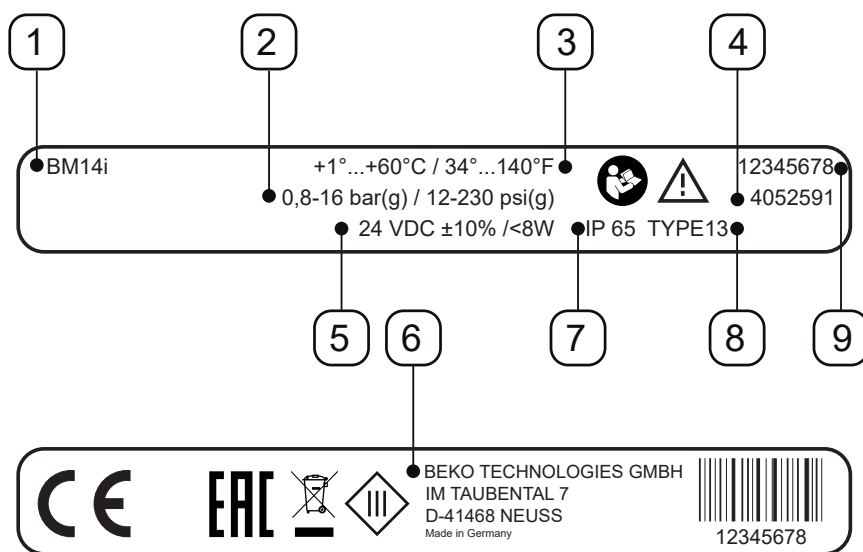 1 2 3 4
BM14i +1°...+60°C / 34°...140°F 12345678
0,8-16 bar(g) / 12-230 psi(g) 4052591
24 VDC ±10% /<8W IP 65 TYPE13
5 6 7 8 9
CE EAC III BEKO TECHNOLOGIES GMBH
IM TAUBENTAL 7
D-41468 NEUSS
Made in Germany
12345678